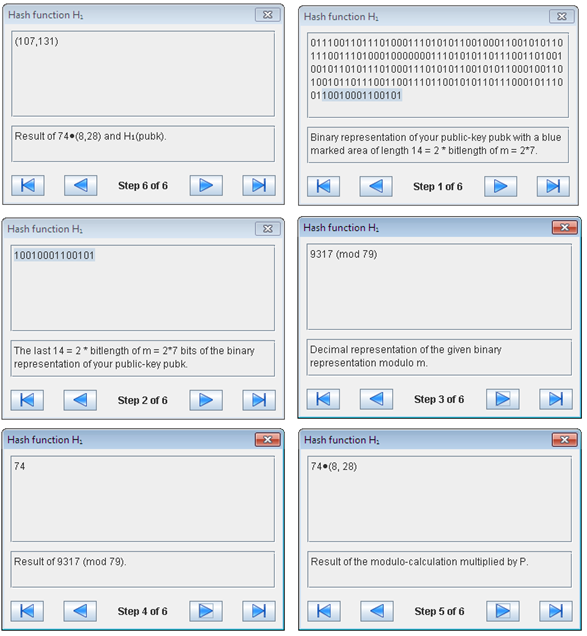 Hash function H₁
(107,131)
Result of 74●(8,28) and H₁(pubk).
Step 6 of 6
Hash function H₁
01110011011101000111010101100100011001010110
11100111010001000000011101010110111001101001
00101101011101000111010101100101011000100110
10010110111001100111011001010110111000101110
0110010001100101
Binary representation of your public-key pubk with a blue
marked area of length 14 = 2 * bitlength of m = 2*7.
Step 1 of 6
Hash function H₁
10010001100101
The last 14 = 2 * bitlength of m = 2*7 bits of the binary
representation of your public-key pubk.
Step 2 of 6
Hash function H₁
9317 (mod 79)
Decimal representation of the given binary
representation modulo m.
Step 3 of 6
Hash function H₁
74
Result of 9317 (mod 79).
Step 4 of 6
Hash function H₁
74●(8, 28)
Result of the modulo-calculation multiplied by P.
Step 5 of 6